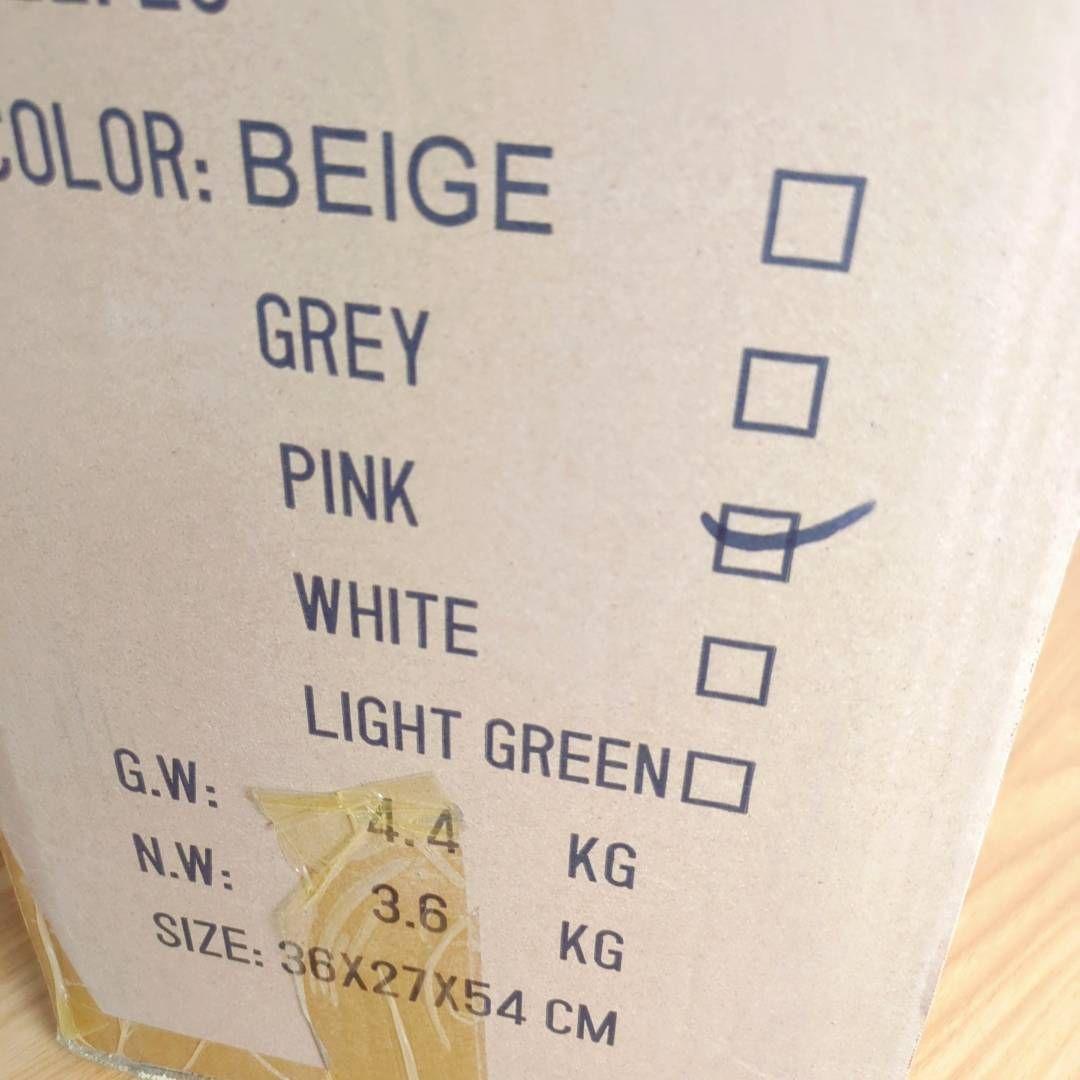 COLOR: BEIGE
GREY
PINK
WHITE
LIGHT GREEN
G.W: 4.4 KG
N.W: 3.6 KG
SIZE: 36X27X54 CM